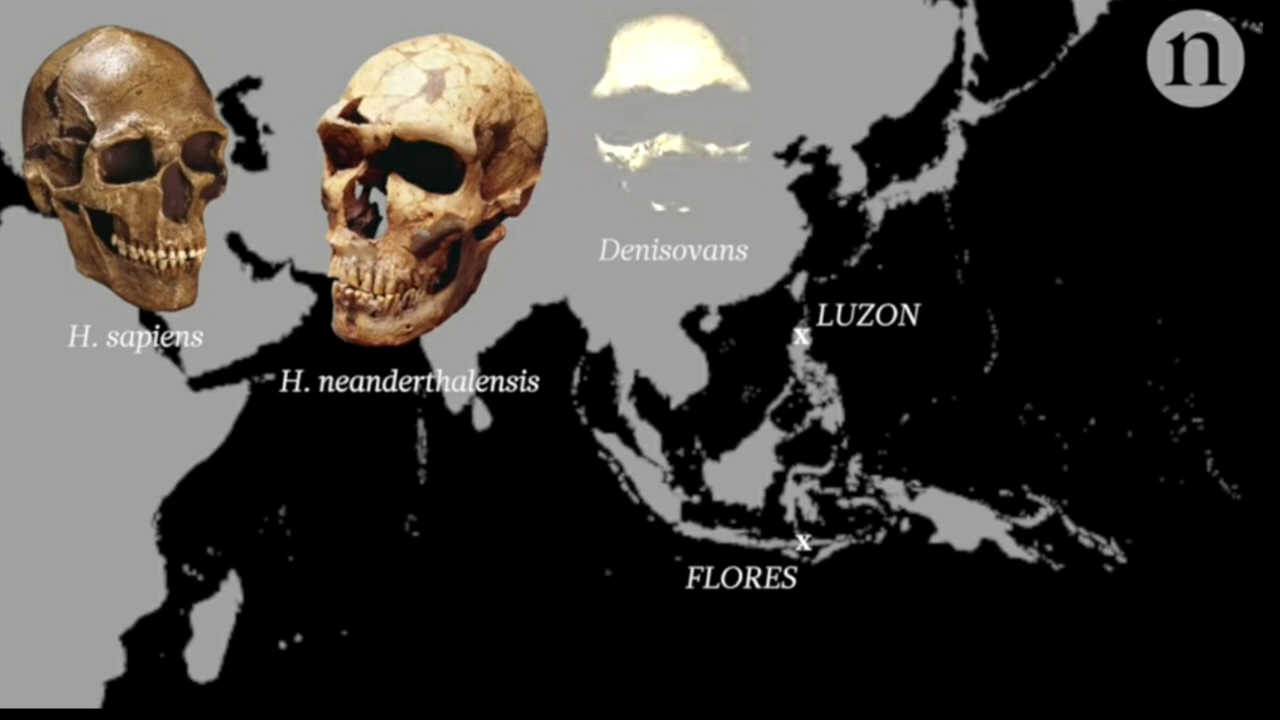 n
Denisovans
LUZON
x
H. sapiens
H. neanderthalensis
x
FLORES